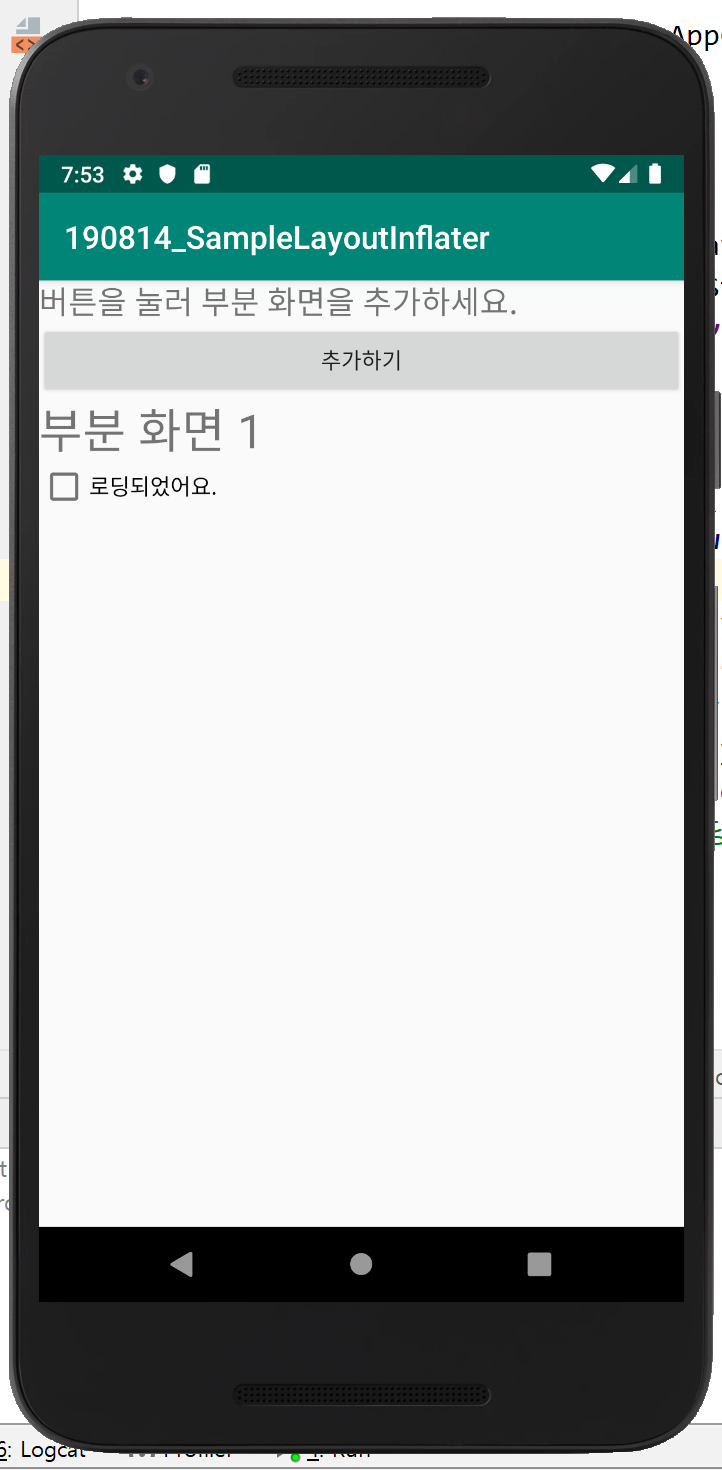 7:53
190814_SampleLayoutInflater
버튼을 눌러 부분 화면을 추가하세요.
추가하기
부분 화면 1
로딩되었어요.
6: Logcat